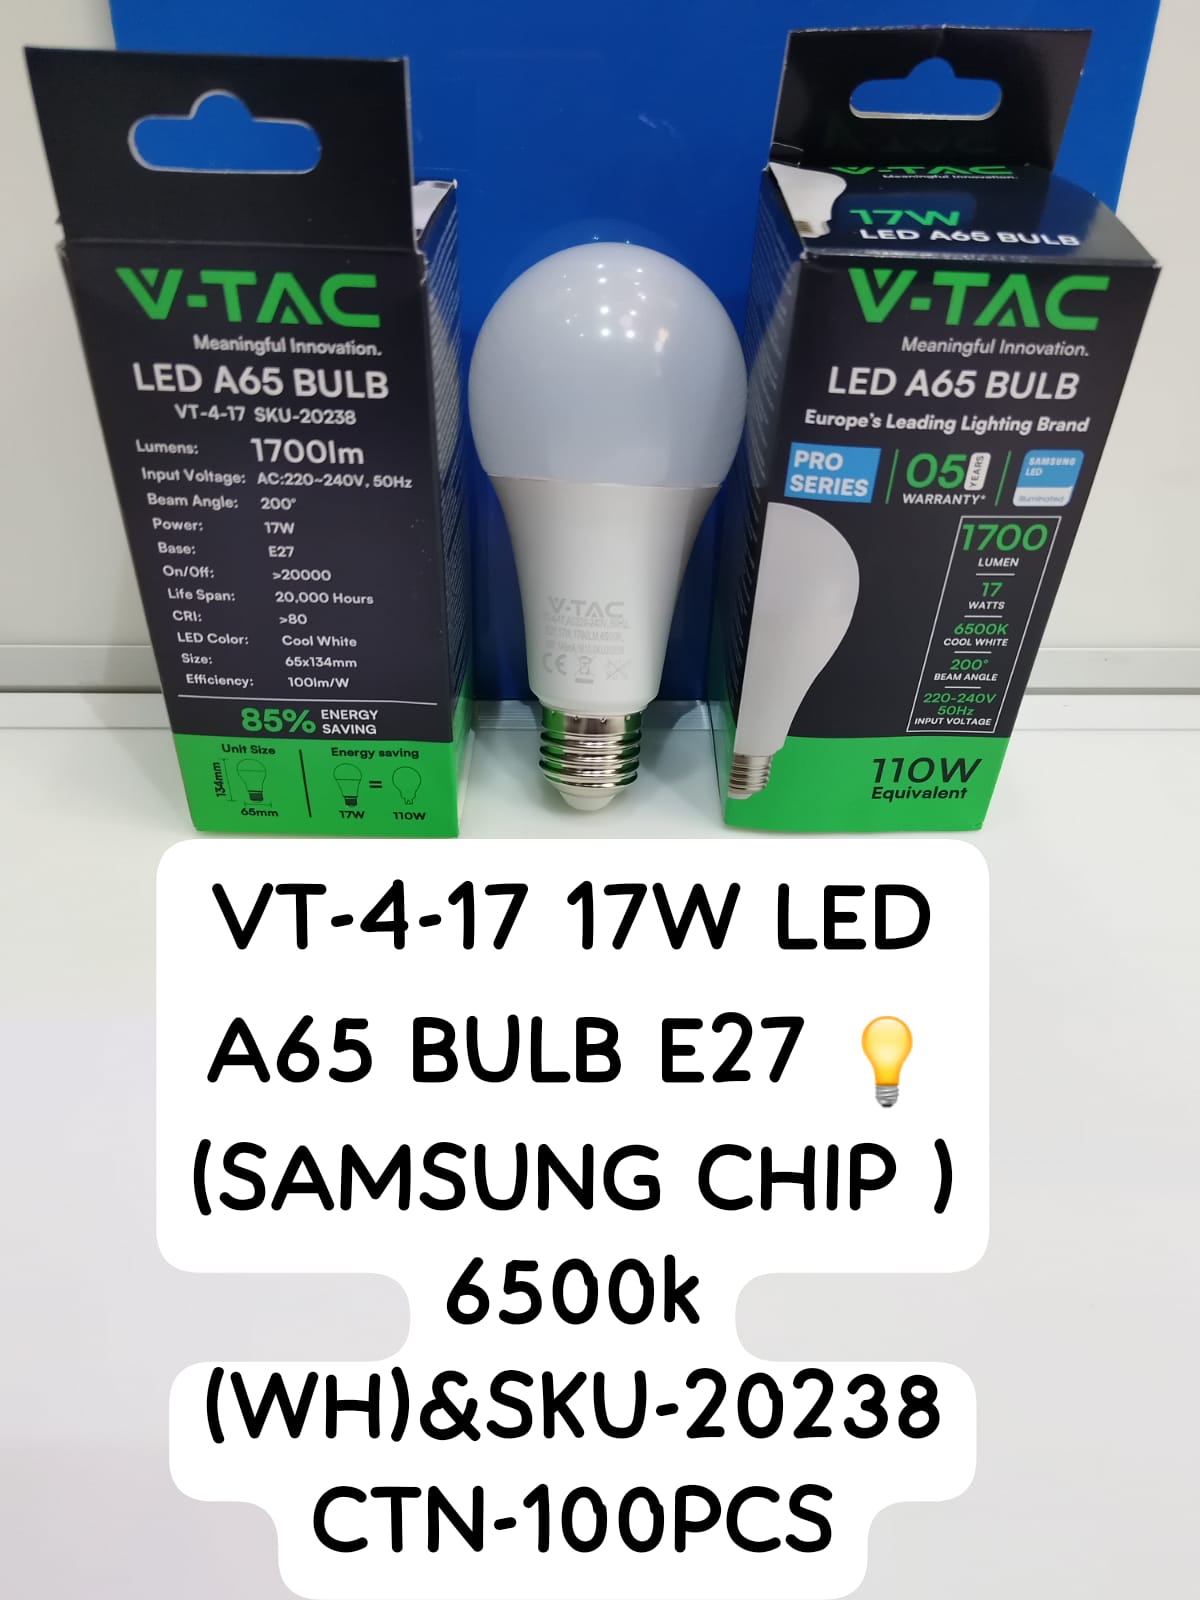 V-TAC
Meaningful Innovation.
LED A65 BULB
VT-4-17 SKU-20238
Lumens: 1700lm
Input Voltage: AC:220~240V, 50Hz
Beam Angle: 200°
Power: 17W
Base: E27
On/Off: >20000
Life Span: 20,000 Hours
CRI: >80
LED Color: Cool White
Size: 65x134mm
Efficiency: 100lm/W
85% ENERGY
SAVING
Unit Size
134mm
65mm
Energy saving
17W = 110W
V-TAC
V-TAC
Meaningful Innovation.
17W
LED A65 BULB
V-TAC
Meaningful Innovation.
LED A65 BULB
Europe's Leading Lighting Brand
PRO
SERIES
05 YEARS
WARRANTY*
SAMSUNG
LED
illuminated
1700
LUMEN
17
WATTS
6500K
COOL WHITE
200°
BEAM ANGLE
220-240V
50Hz
INPUT VOLTAGE
110W
Equivalent
VT-4-17 17W LED
A65 BULB E27 💡
(SAMSUNG CHIP )
6500k
(WH)&SKU-20238
CTN-100PCS